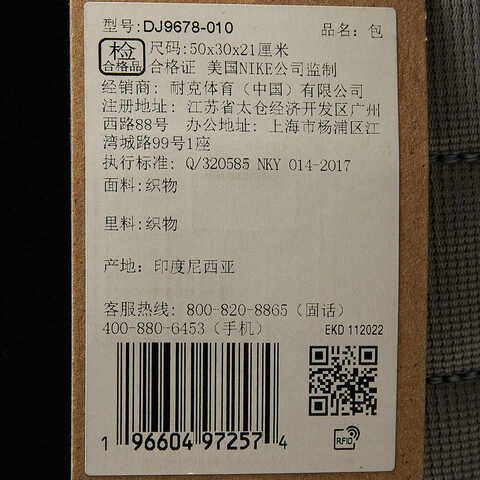 型号:DJ9678-010 品名: 包
检 合格品
尺码:50x30x21厘米
合格证 美国NIKE公司监制
经销商: 耐克体育（中国）有限公司
注册地址: 江苏省太仓经济开发区广州
西路88号 办公地址: 上海市杨浦区江
湾城路99号1座
执行标准: Q/320585 NKY 014-2017
面料:织物
里料:织物
产地: 印度尼西亚
客服热线: 800-820-8865（固话）
400-880-6453（手机）
EKD 112022
1 96604 97257 4
RFID